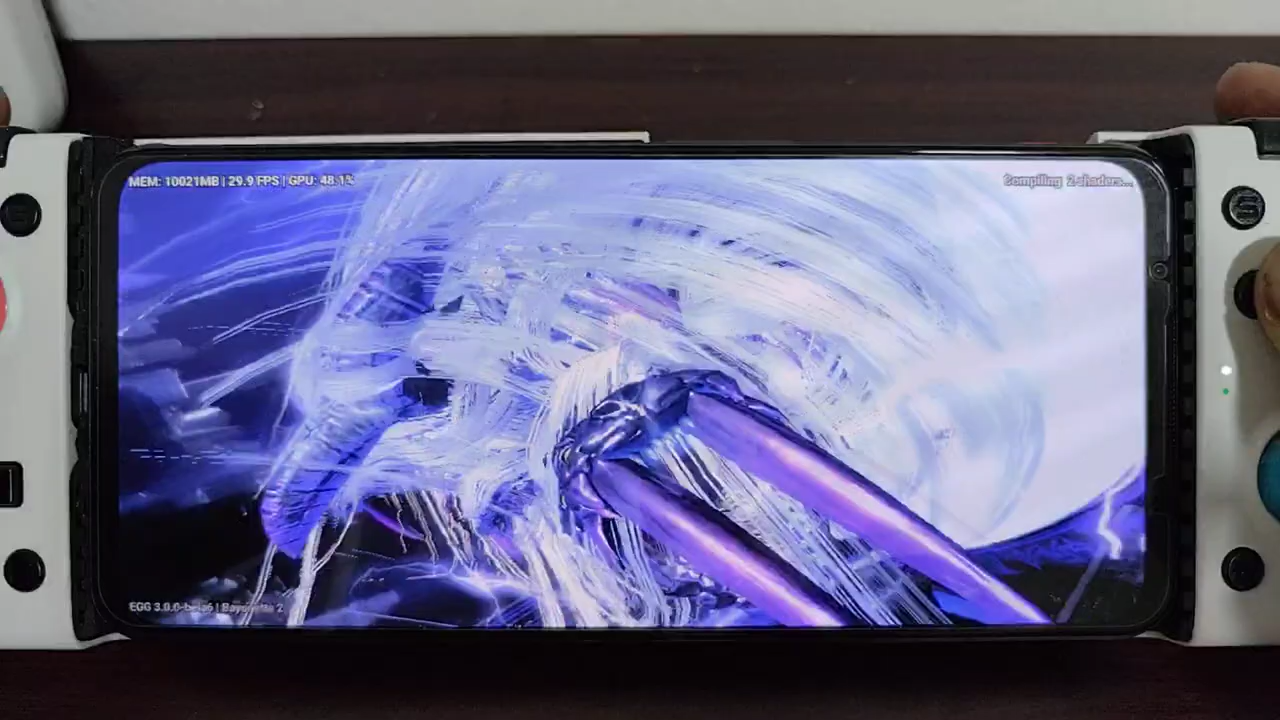 MEM: 10021MB | 29.9 FPS | GPU: 48.1%
Compiling 2 shaders...
EGG 3.0.0-beta6 | Bayonetta 2